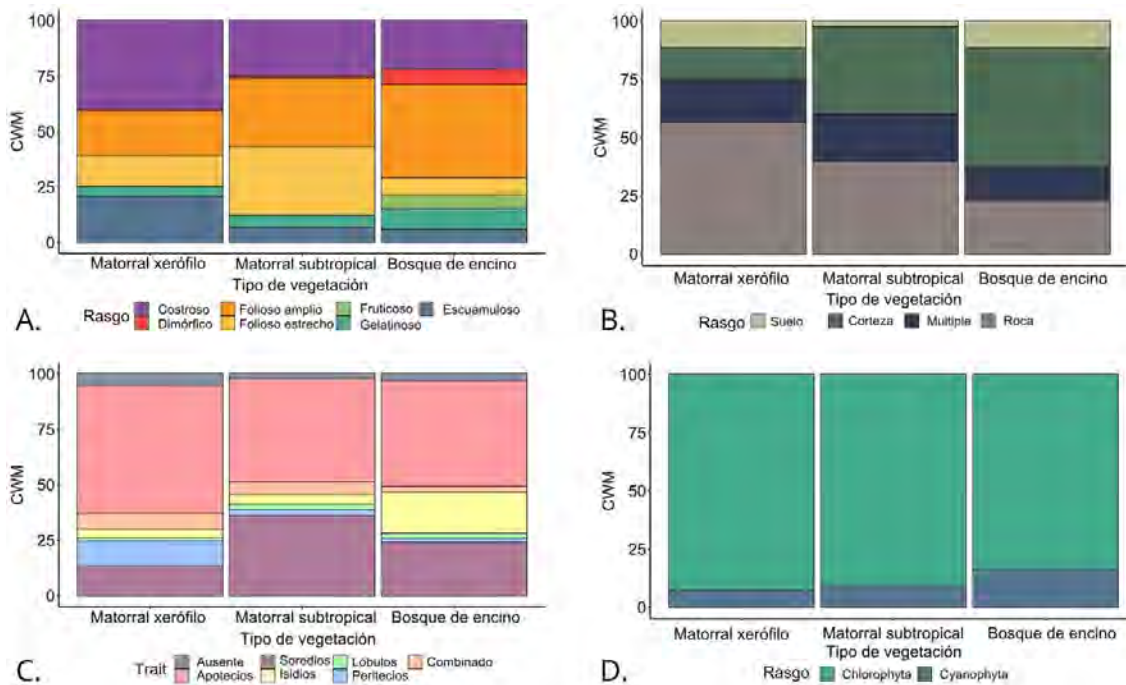 100
75
50
25
0
CWM
Matorral xerófilo Matorral subtropical Bosque de encino
Tipo de vegetación
A. Rasgo Costroso Folioso amplio Fruticoso Escuamuloso
Dimórfico Folioso estrecho Gelatinoso
100
75
50
25
0
CWM
Matorral xerófilo Matorral subtropical Bosque de encino
Tipo de vegetación
B. Rasgo Suelo Corteza Multiple Roca
100
75
50
25
0
CWM
Matorral xerófilo Matorral subtropical Bosque de encino
Tipo de vegetación
C. Trait Ausente Soredios Lóbulos Combinado
Apotecios Isidios Peritecios
100
75
50
25
0
CWM
Matorral xerófilo Matorral subtropical Bosque de encino
Tipo de vegetación
D. Rasgo Chlorophyta Cyanophyta